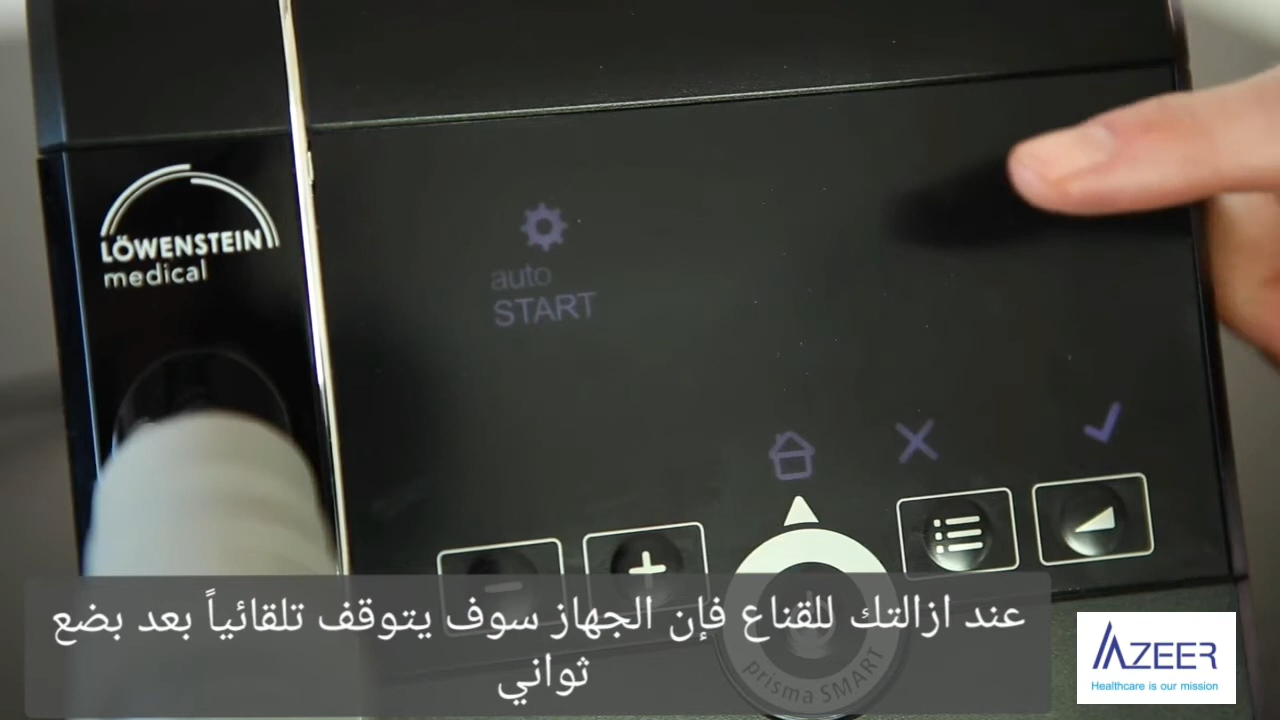 LÖWENSTEIN
medical
auto
START
prisma SMART
عند ازالتك للقناع فإن الجهاز سوف يتوقف تلقائياً بعد بضع
ثواني
AZEER
Healthcare is our mission